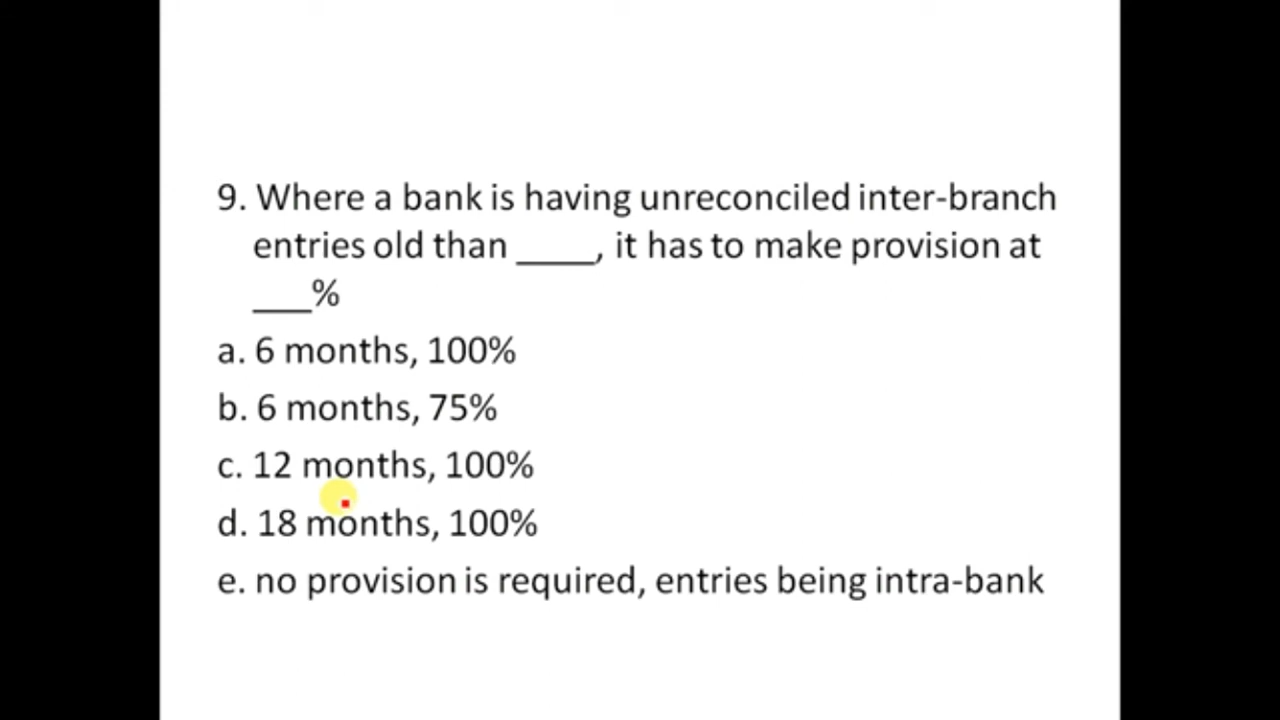 9. Where a bank is having unreconciled inter-branch
entries old than ____, it has to make provision at
___%
a. 6 months, 100%
b. 6 months, 75%
c. 12 months, 100%
d. 18 months, 100%
e. no provision is required, entries being intra-bank